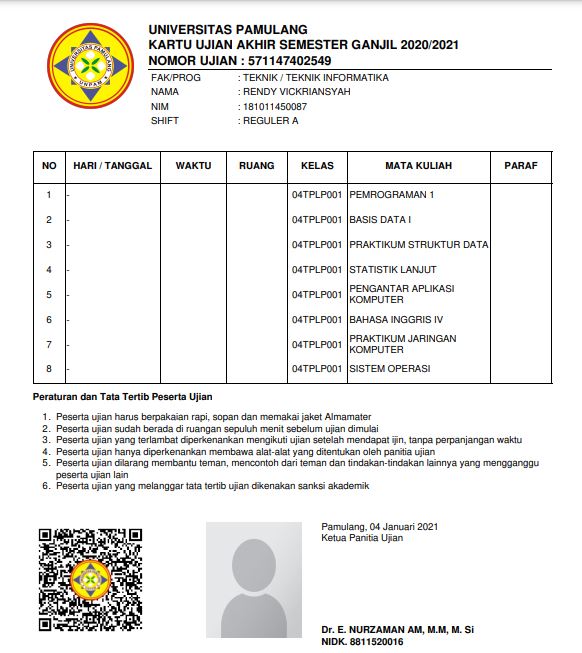 UNIVERSITAS PAMULANG
UNPAM
UNIVERSITAS PAMULANG
KARTU UJIAN AKHIR SEMESTER GANJIL 2020/2021
NOMOR UJIAN : 571147402549
FAK/PROG : TEKNIK / TEKNIK INFORMATIKA
NAMA : RENDY VICKRIANSYAH
NIM : 181011450087
SHIFT : REGULER A
NO HARI / TANGGAL WAKTU RUANG KELAS MATA KULIAH PARAF
1 - 04TPLP001 PEMROGRAMAN 1
2 - 04TPLP001 BASIS DATA I
3 - 04TPLP001 PRAKTIKUM STRUKTUR DATA
4 - 04TPLP001 STATISTIK LANJUT
5 - 04TPLP001 PENGANTAR APLIKASI
KOMPUTER
6 - 04TPLP001 BAHASA INGGRIS IV
7 - 04TPLP001 PRAKTIKUM JARINGAN
KOMPUTER
8 - 04TPLP001 SISTEM OPERASI
Peraturan dan Tata Tertib Peserta Ujian
1. Peserta ujian harus berpakaian rapi, sopan dan memakai jaket Almamater
2. Peserta ujian sudah berada di ruangan sepuluh menit sebelum ujian dimulai
3. Peserta ujian yang terlambat diperkenankan mengikuti ujian setelah mendapat ijin, tanpa perpanjangan waktu
4. Peserta ujian hanya diperkenankan membawa alat-alat yang ditentukan oleh panitia ujian
5. Peserta ujian dilarang membantu teman, mencontoh dari teman dan tindakan-tindakan lainnya yang mengganggu
peserta ujian lain
6. Peserta ujian yang melanggar tata tertib ujian dikenakan sanksi akademik
Pamulang, 04 Januari 2021
Ketua Panitia Ujian
Dr. E. NURZAMAN AM, M.M, M. Si
NIDK. 8811520016